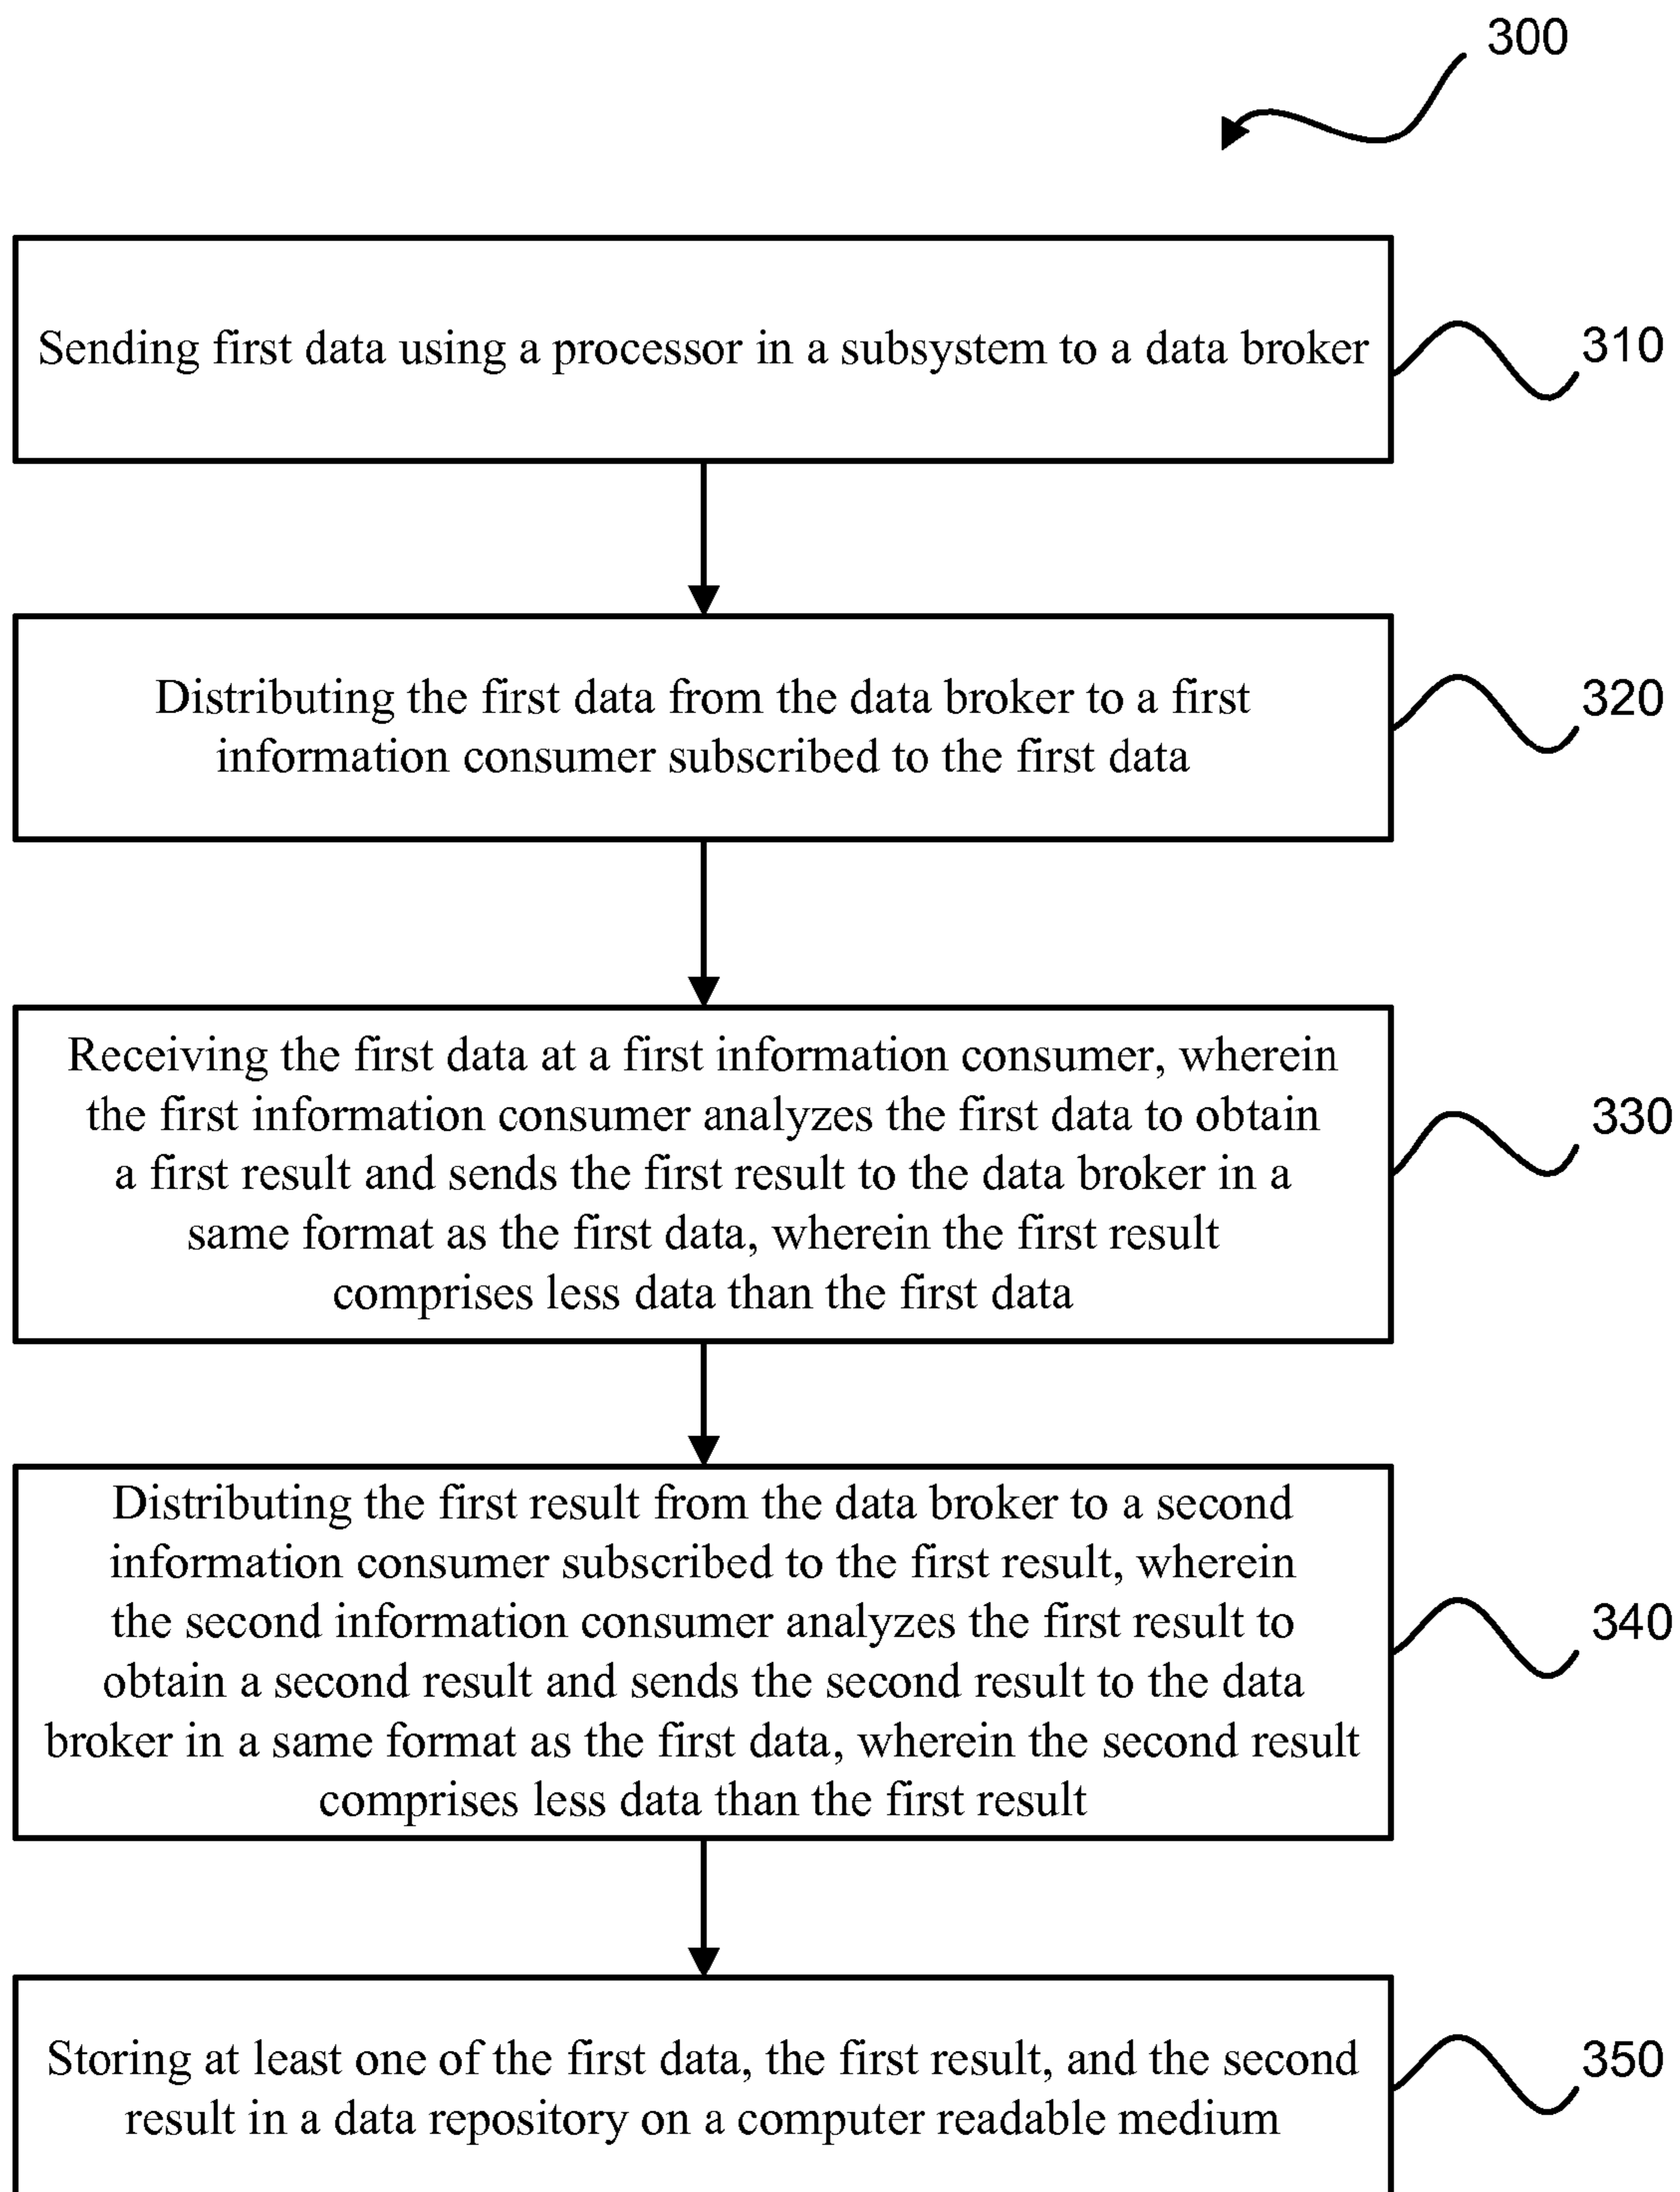 300
Sending first data using a processor in a subsystem to a data broker
310
Distributing the first data from the data broker to a first
information consumer subscribed to the first data
320
Receiving the first data at a first information consumer, wherein
the first information consumer analyzes the first data to obtain
a first result and sends the first result to the data broker in a
same format as the first data, wherein the first result
comprises less data than the first data
330
Distributing the first result from the data broker to a second
information consumer subscribed to the first result, wherein
the second information consumer analyzes the first result to
obtain a second result and sends the second result to the data
broker in a same format as the first data, wherein the second result
comprises less data than the first result
340
Storing at least one of the first data, the first result, and the second
result in a data repository on a computer readable medium
350